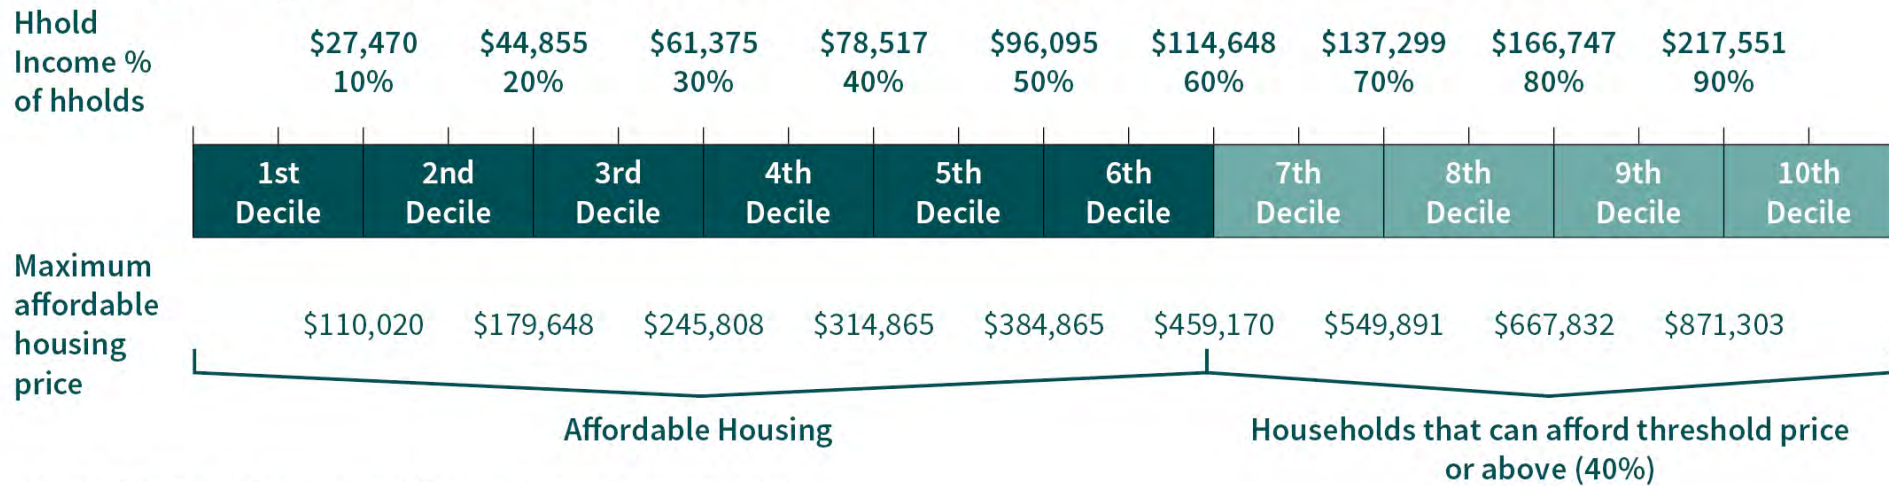 Hhold
Income %
of hholds
$27,470 $44,855 $61,375 $78,517 $96,095 $114,648 $137,299 $166,747 $217,551
10% 20% 30% 40% 50% 60% 70% 80% 90%
1st 2nd 3rd 4th 5th 6th 7th 8th 9th 10th
Decile Decile Decile Decile Decile Decile Decile Decile Decile Decile
Maximum
affordable
housing
price
$110,020 $179,648 $245,808 $314,865 $384,865 $459,170 $549,891 $667,832 $871,303
Affordable Housing
Households that can afford threshold price
or above (40%)